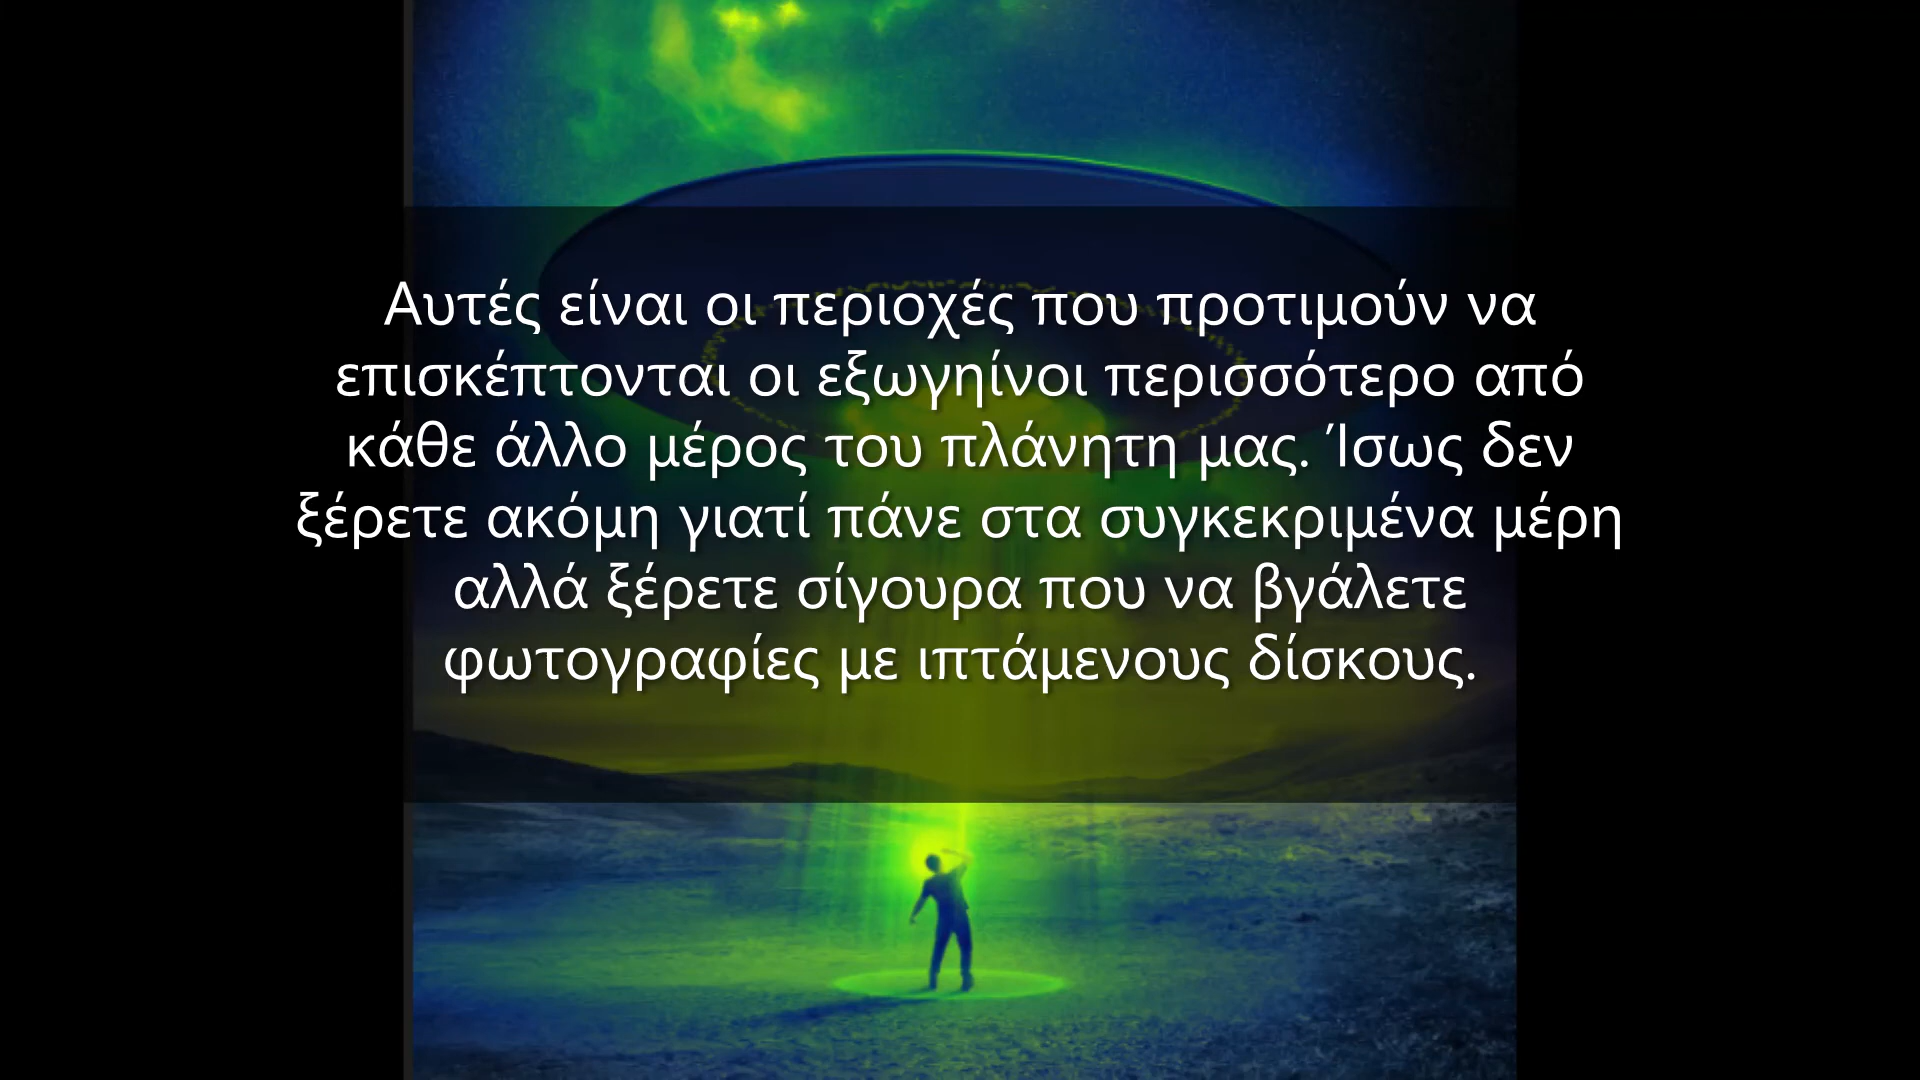 Αυτές είναι οι περιοχές που προτιμούν να
επισκέπτονται οι εξωγηίνοι περισσότερο από
κάθε άλλο μέρος του πλάνητη μας. Ίσως δεν
ξέρετε ακόμη γιατί πάνε στα συγκεκριμένα μέρη
αλλά ξέρετε σίγουρα που να βγάλετε
φωτογραφίες με ιπτάμενους δίσκους.